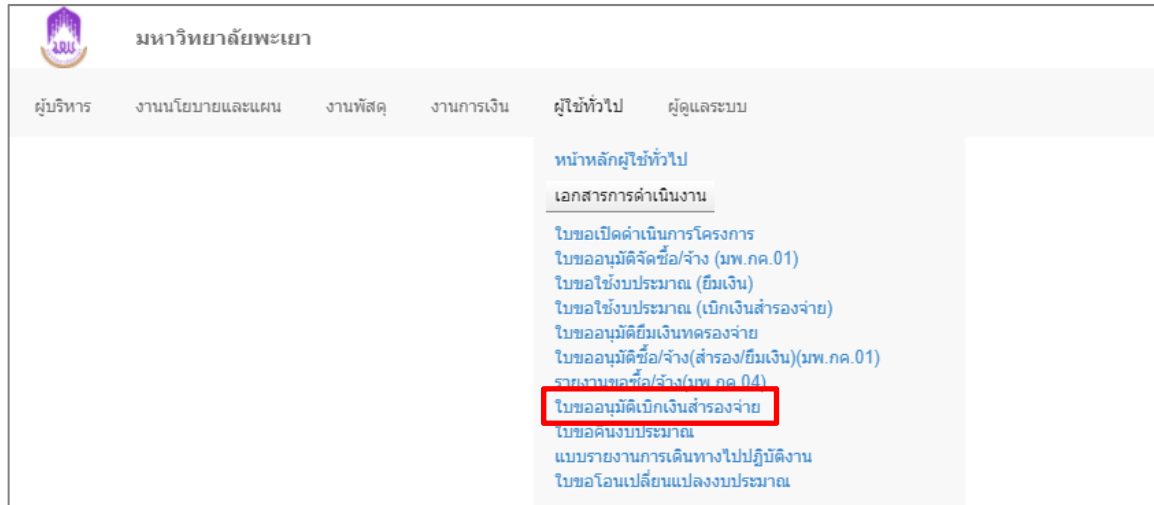 มพย
มหาวิทยาลัยพะเยา
ผู้บริหาร งานนโยบายและแผน งานพัสดุ งานการเงิน ผู้ใช้ทั่วไป ผู้ดูแลระบบ
หน้าหลักผู้ใช้ทั่วไป
เอกสารการดำเนินงาน
ใบขอเปิดดำเนินการโครงการ
ใบขออนุมัติจัดซื้อ/จ้าง (มพ.กค.01)
ใบขอใช้งบประมาณ (ยืมเงิน)
ใบขอใช้งบประมาณ (เบิกเงินสำรองจ่าย)
ใบขออนุมัติยืมเงินทดรองจ่าย
ใบขออนุมัติซื้อ/จ้าง(สำรอง/ยืมเงิน)(มพ.กค.01)
รายงานขอซื้อ/จ้าง(มพ.กค.04)
ใบขออนุมัติเบิกเงินสำรองจ่าย
ใบขอคืนงบประมาณ
แบบรายงานการเดินทางไปปฏิบัติงาน
ใบขอโอนเปลี่ยนแปลงงบประมาณ